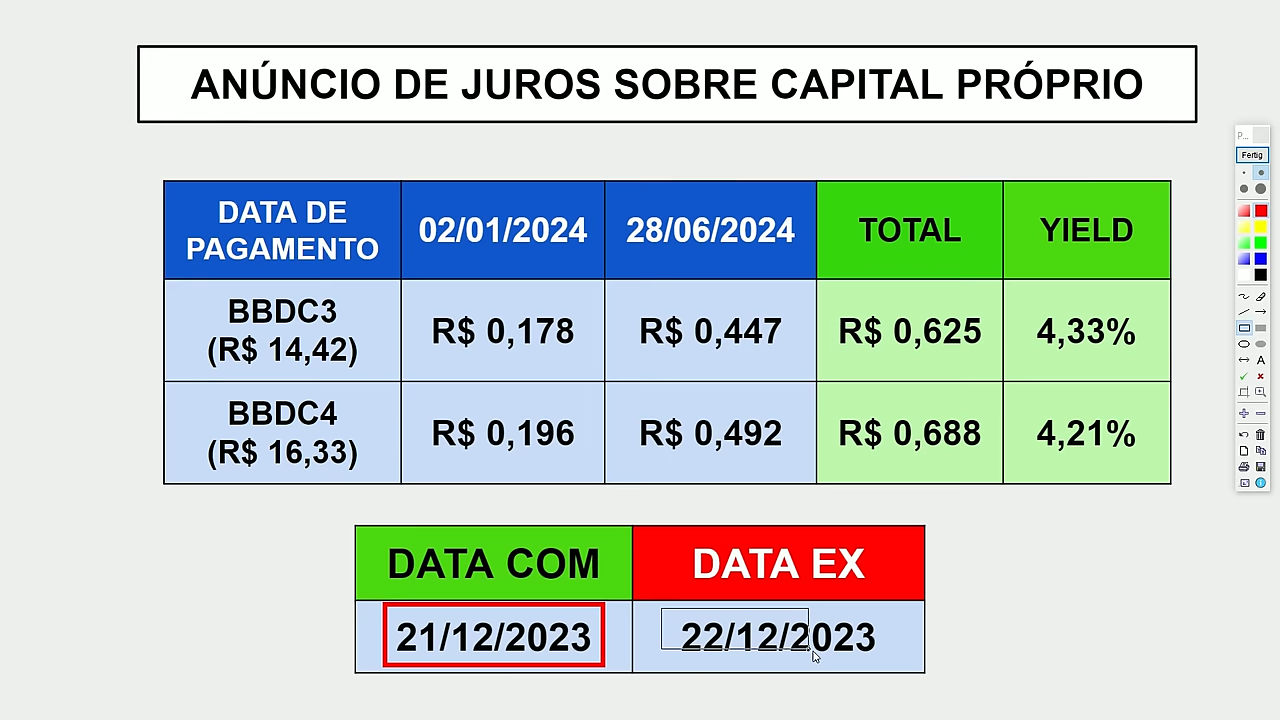 ANÚNCIO DE JUROS SOBRE CAPITAL PRÓPRIO
P...
Fertig
DATA DE
PAGAMENTO
02/01/2024
28/06/2024
TOTAL
YIELD
BBDC3
(R$ 14,42)
R$ 0,178
R$ 0,447
R$ 0,625
4,33%
BBDC4
(R$ 16,33)
R$ 0,196
R$ 0,492
R$ 0,688
4,21%
A
DATA COM
DATA EX
21/12/2023
22/12/2023